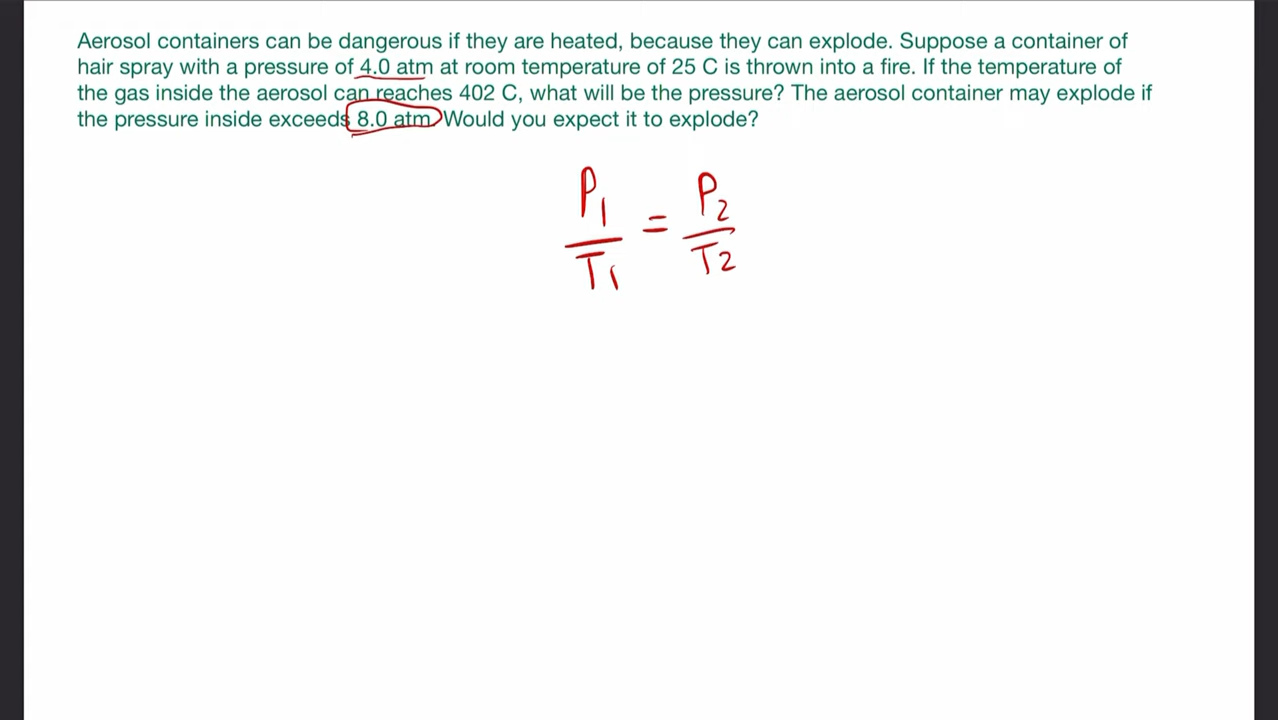 Aerosol containers can be dangerous if they are heated, because they can explode. Suppose a container of
hair spray with a pressure of 4.0 atm at room temperature of 25 C is thrown into a fire. If the temperature of
the gas inside the aerosol can reaches 402 C, what will be the pressure? The aerosol container may explode if
the pressure inside exceeds 8.0 atm. Would you expect it to explode?
P₁ = P₂
T₁ T₂